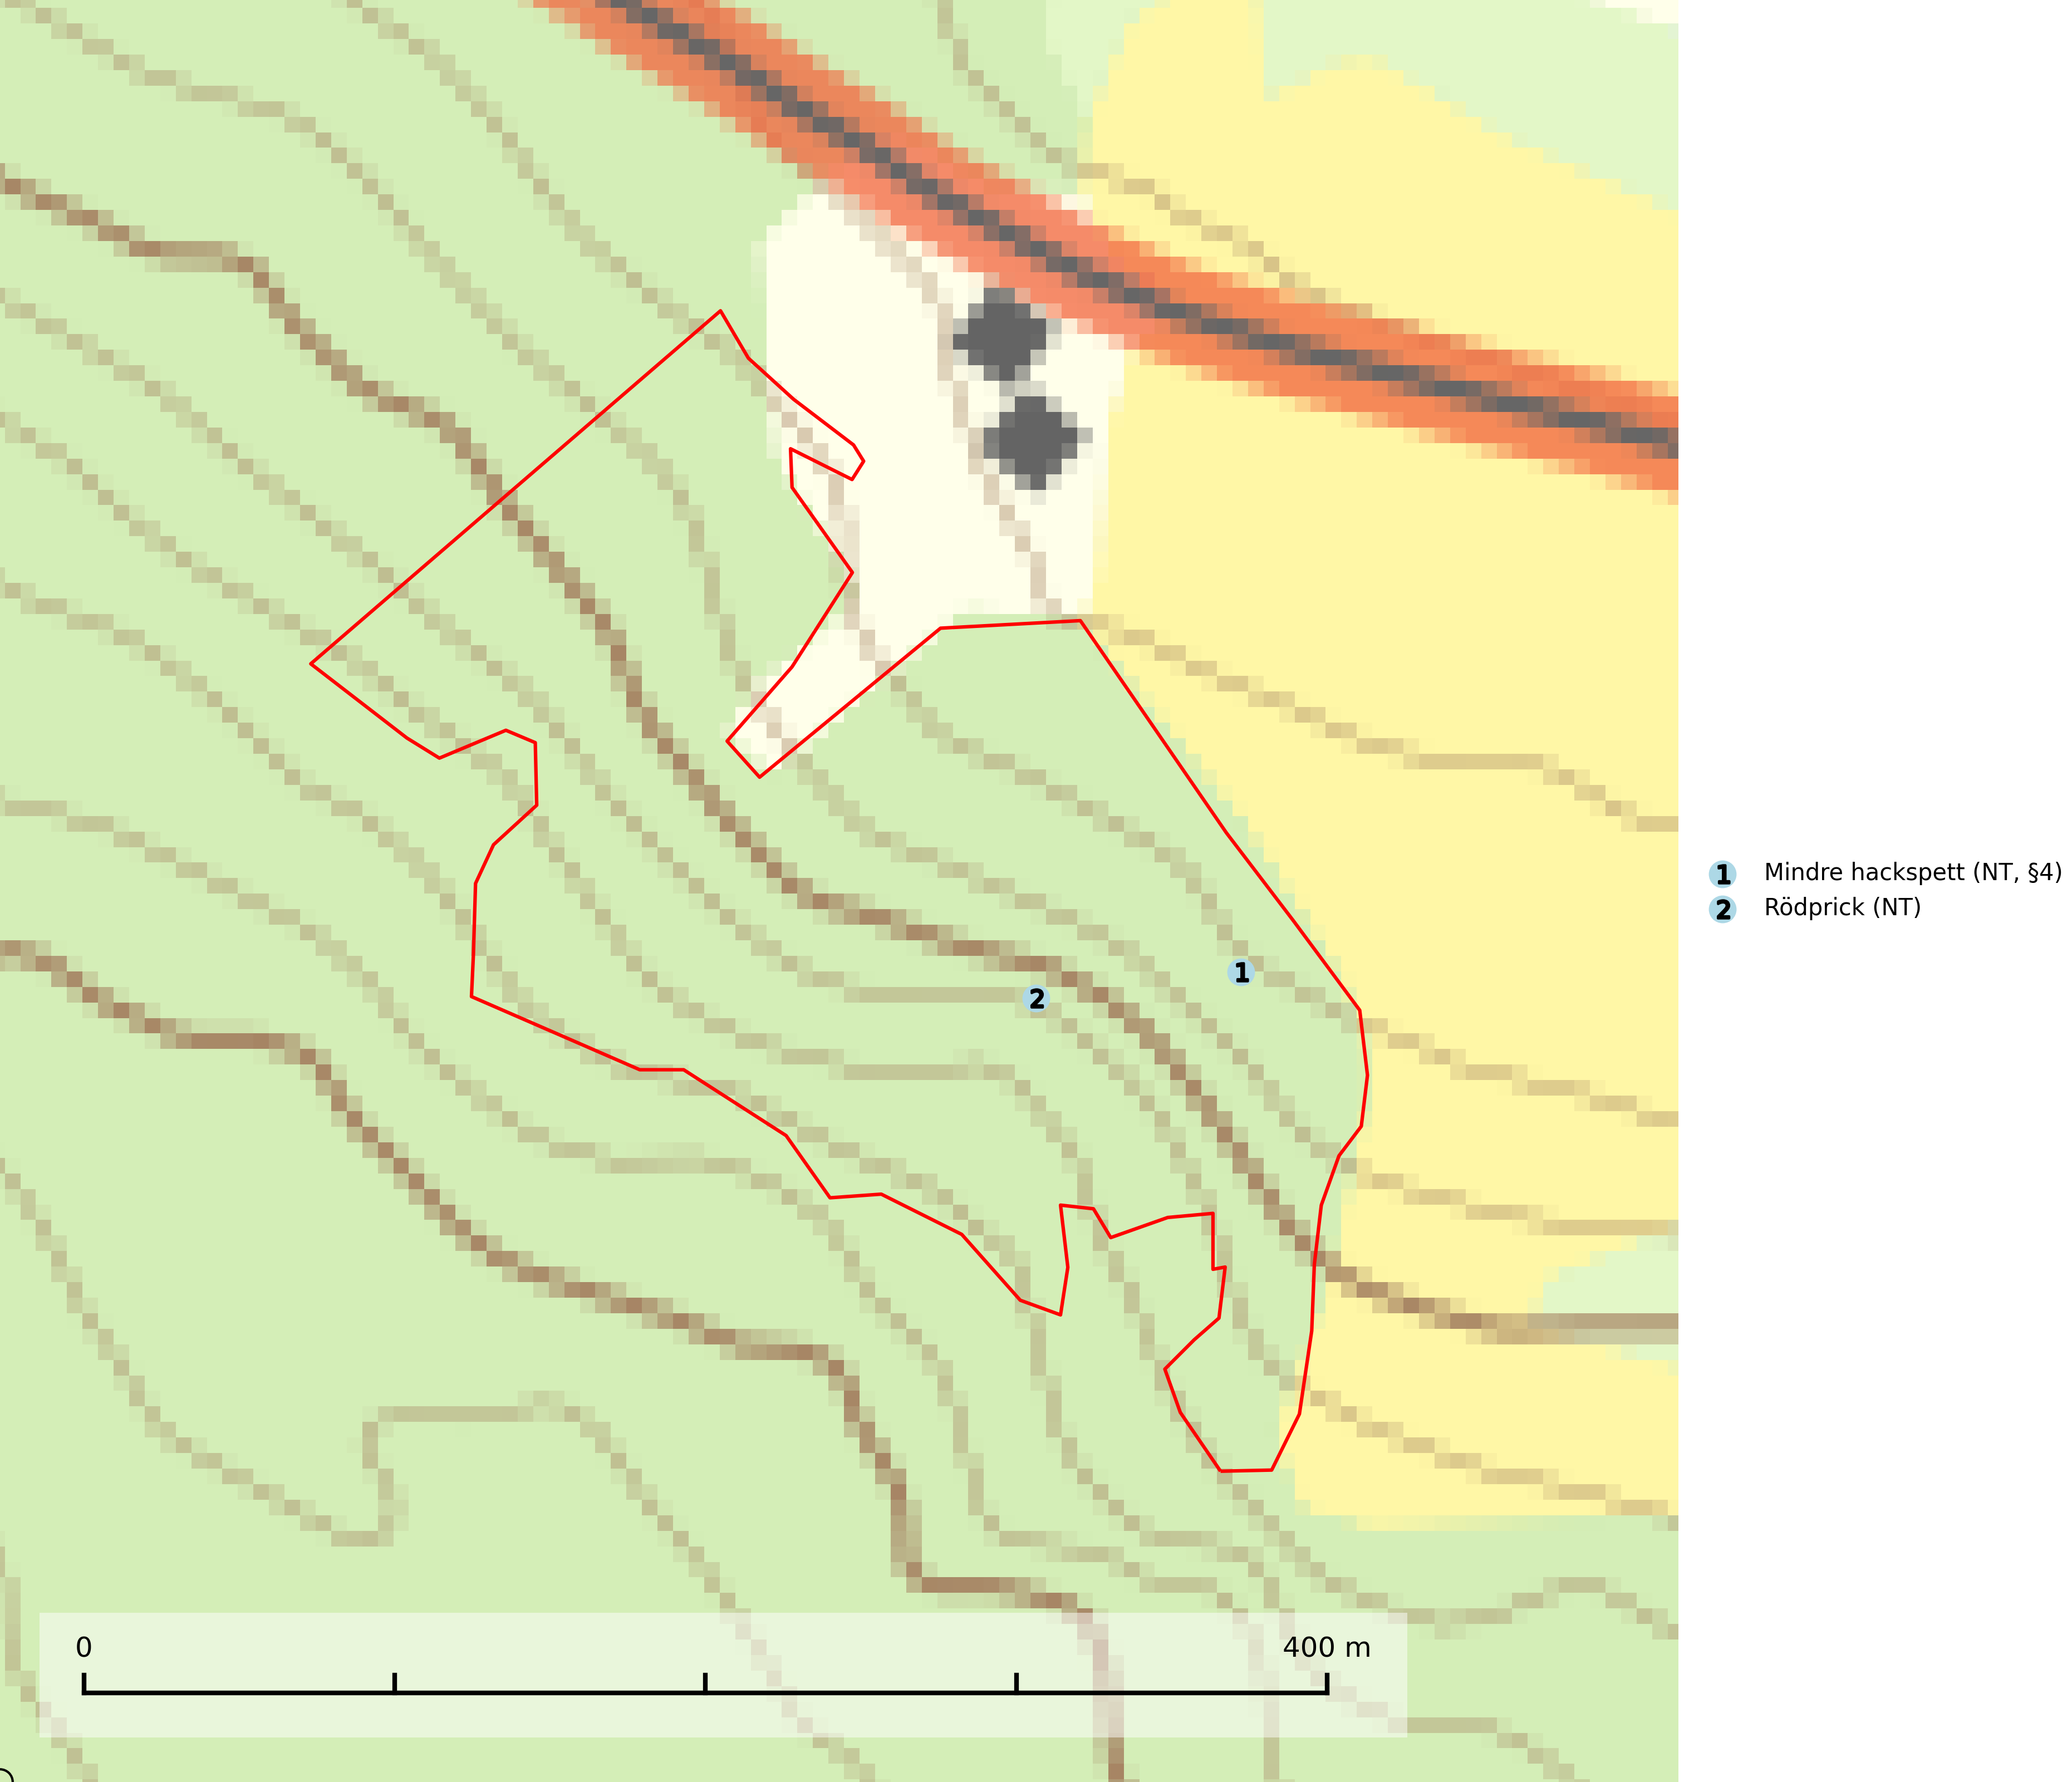 1 Mindre hackspett (NT, §4)
2 Rödprick (NT)
1
2
0 400 m